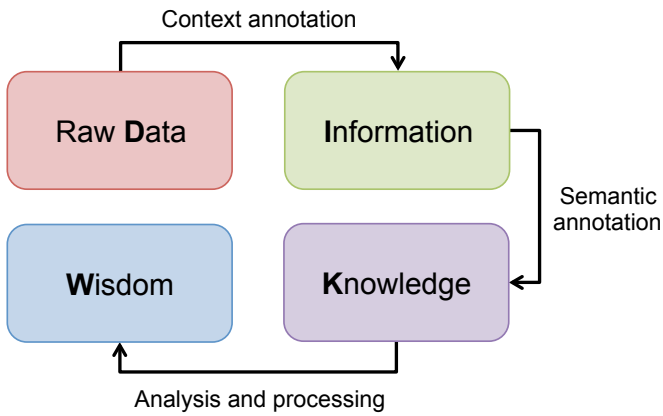 Context annotation
Raw Data
Information
Semantic
annotation
Wisdom
Knowledge
Analysis and processing